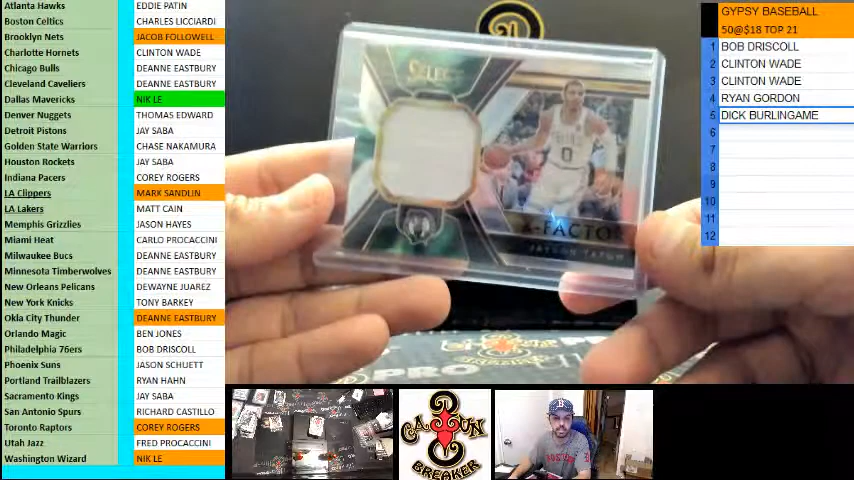 Atlanta Hawks EDDIE PATIN
Boston Celtics CHARLES LICCIARDI
Brooklyn Nets JACOB FOLLOWELL
Charlotte Hornets CLINTON WADE
Chicago Bulls DEANNE EASTBURY
Cleveland Cavaliers DEANNE EASTBURY
Dallas Mavericks NIK LE
Denver Nuggets THOMAS EDWARD
Detroit Pistons JAY SABA
Golden State Warriors CHASE NAKAMURA
Houston Rockets JAY SABA
Indiana Pacers COREY ROGERS
LA Clippers MARK SANDLIN
LA Lakers MATT CAIN
Memphis Grizzlies JASON HAYES
Miami Heat CARLO PROCACCINI
Milwaukee Bucs DEANNE EASTBURY
Minnesota Timberwolves DEANNE EASTBURY
New Orleans Pelicans DEWAYNE JUAREZ
New York Knicks TONY BARKEY
Okla City Thunder DEANNE EASTBURY
Orlando Magic BEN JONES
Philadelphia 76ers BOB DRISCOLL
Phoenix Suns JASON SCHUETT
Portland Trailblazers RYAN HAHN
Sacramento Kings JAY SABA
San Antonio Spurs RICHARD CASTILLO
Toronto Raptors COREY ROGERS
Utah Jazz FRED PROCACCINI
Washington Wizard NIK LE
SELECT
0
X-FACTOR
JAYSON TATUM
PRO
GYPSY BASEBALL
50@$18 TOP 21
1 BOB DRISCOLL
2 CLINTON WADE
3 CLINTON WADE
4 RYAN GORDON
5 DICK BURLINGAME
6
7
8
9
10
11
12
CAJUN
BREAKER
B
BOSTON